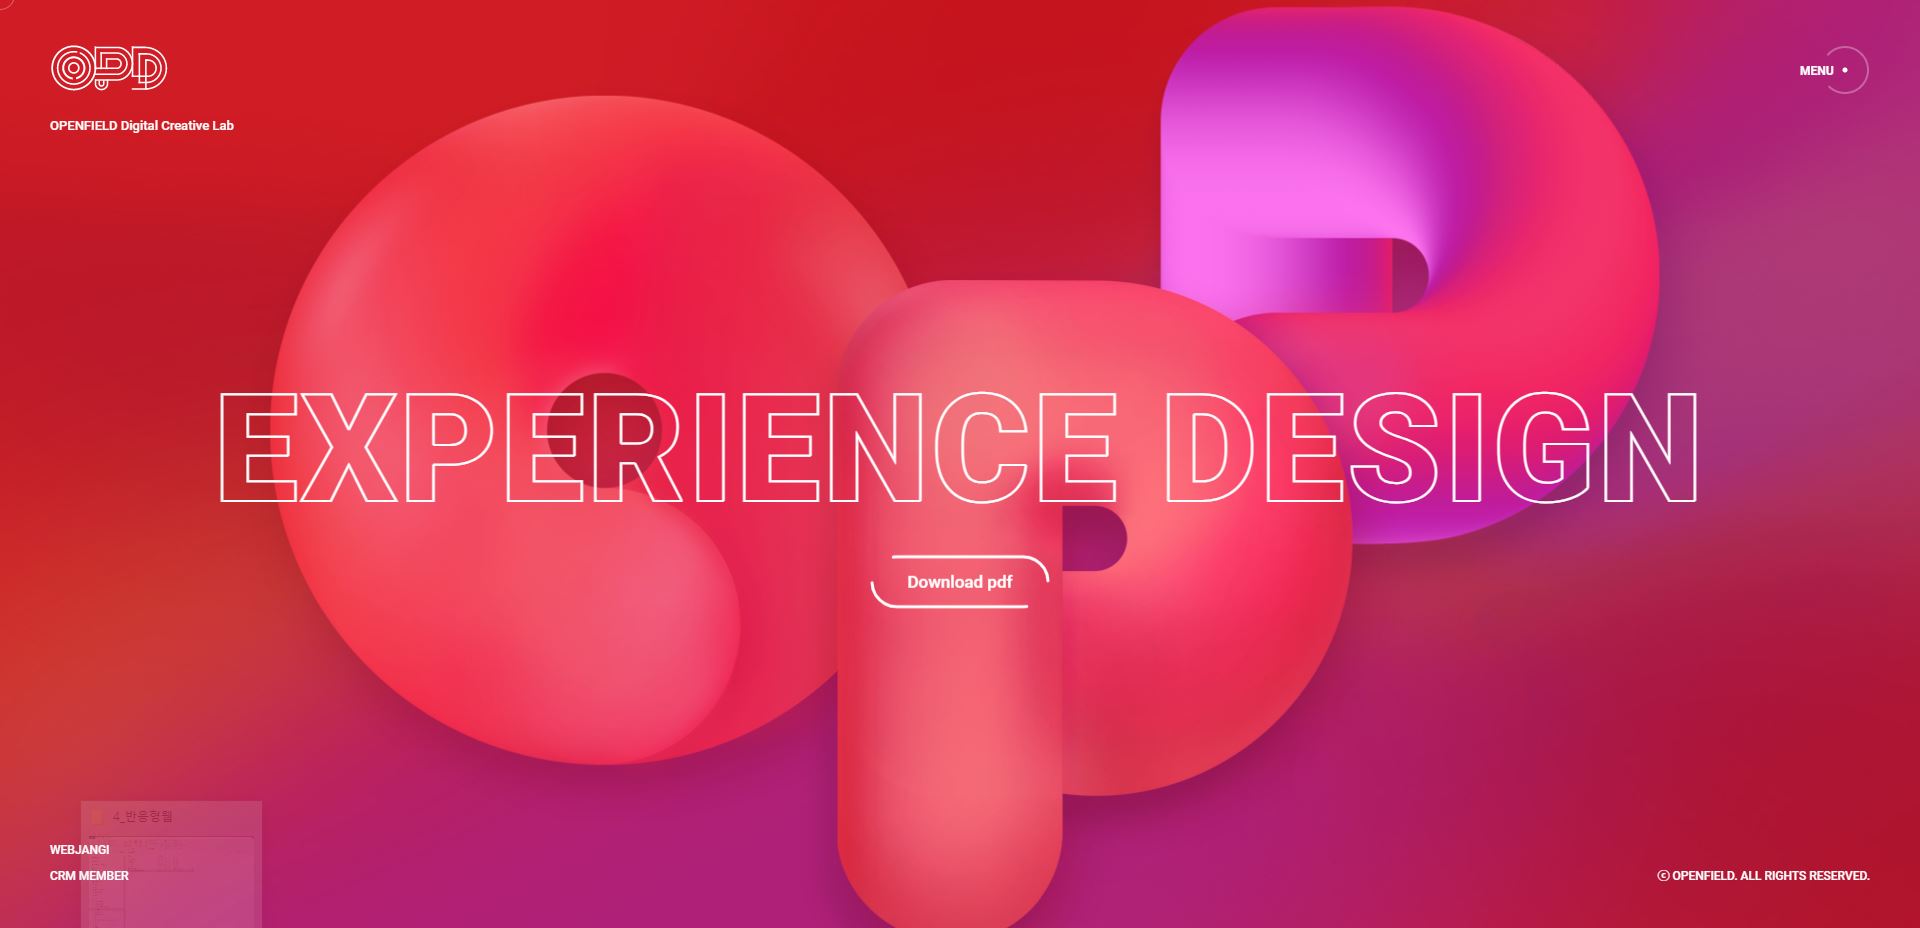 OPD
MENU
OPENFIELD Digital Creative Lab
EXPERIENCE DESIGN
Download pdf
4_반응형웹
WEBJANGI
CRM MEMBER
ⓒ OPENFIELD. ALL RIGHTS RESERVED.